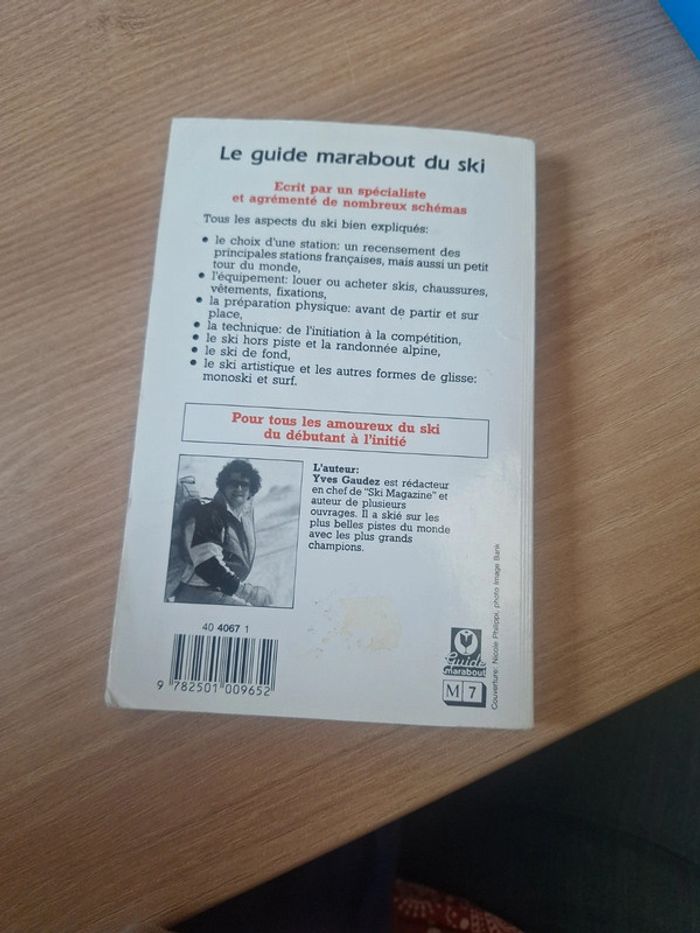 Le guide marabout du ski
Ecrit par un spécialiste
et agrémenté de nombreux schémas
Tous les aspects du ski bien expliqués:
• le choix d'une station: un recensement des
principales stations françaises, mais aussi un petit
tour du monde,
• l'équipement: louer ou acheter skis, chaussures,
vêtements, fixations,
• la préparation physique: avant de partir et sur
place,
• la technique: de l'initiation à la compétition,
• le ski hors piste et la randonnée alpine,
• le ski de fond,
• le ski artistique et les autres formes de glisse:
monoski et surf.
Pour tous les amoureux du ski
du débutant à l'initié
L'auteur:
Yves Gaudez est rédacteur
en chef de "Ski Magazine" et
auteur de plusieurs
ouvrages. Il a skié sur les
plus belles pistes du monde
avec les plus grands
champions.
40 4067 1
9 782501 009652
Guide
marabout
M 7
Couverture: Nicole Philippi, photo Image Bank